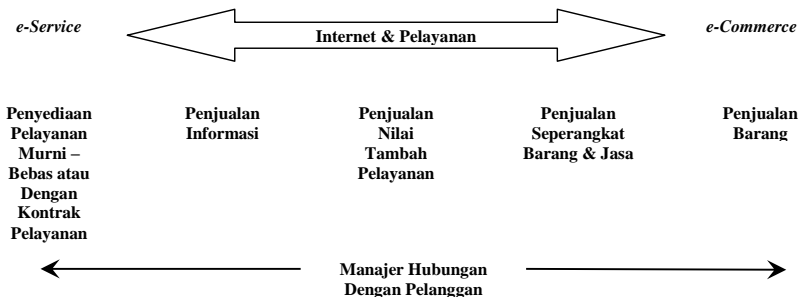 e-Service
Internet & Pelayanan
e-Commerce
Penyediaan
Pelayanan
Murni –
Bebas atau
Dengan
Kontrak
Pelayanan
Penjualan
Informasi
Penjualan
Nilai
Tambah
Pelayanan
Penjualan
Seperangkat
Barang & Jasa
Penjualan
Barang
Manajer Hubungan
Dengan Pelanggan